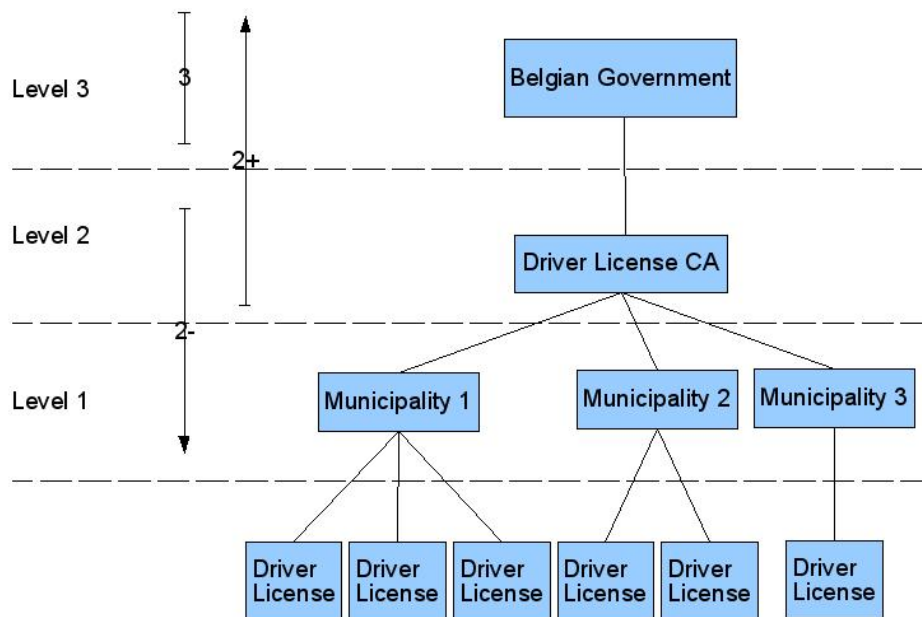 Belgian Government
Level 3
3
2+
Level 2
Driver License CA
2-
Level 1
Municipality 1
Municipality 2
Municipality 3
Driver
License
Driver
License
Driver
License
Driver
License
Driver
License
Driver
License